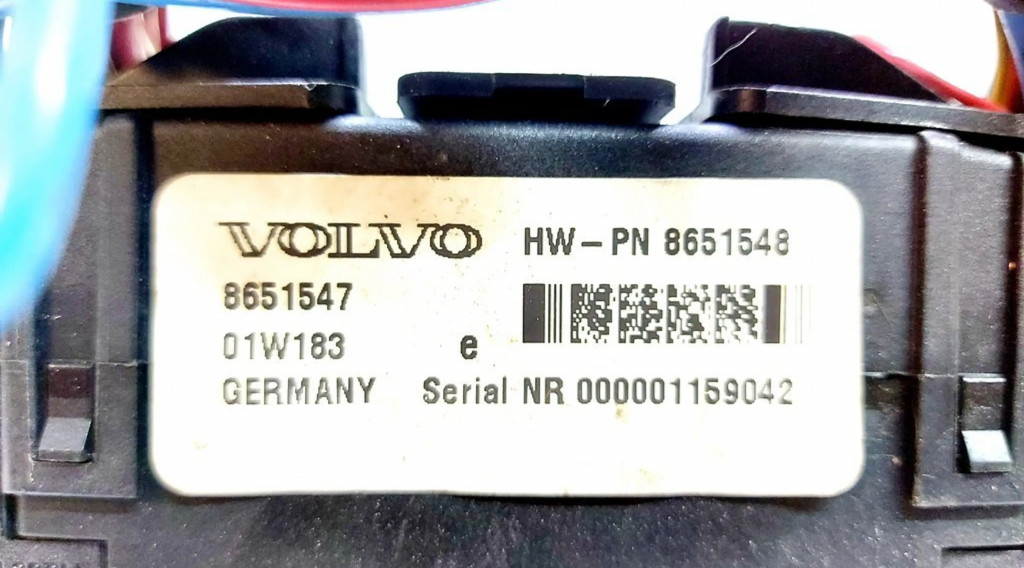 VOLVO HW-PN 8651548
8651547
01W183 e
GERMANY Serial NR 000001159042